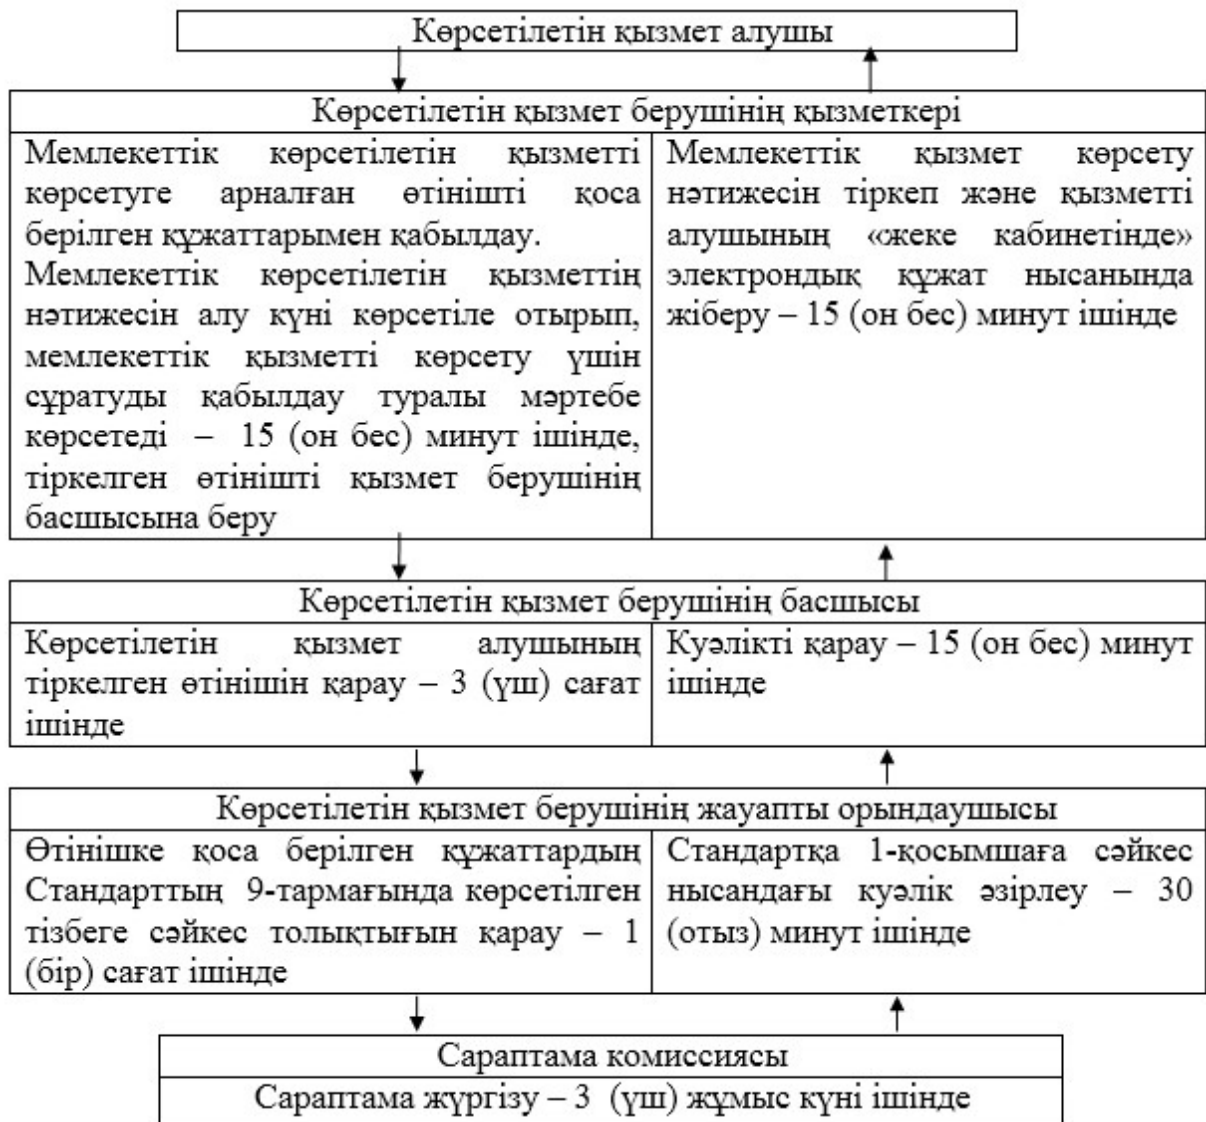 Көрсетілетін қызмет алушы
Көрсетілетін қызмет берушінің қызметкері
Мемлекеттік көрсетілетін қызметті
көрсетуге арналған өтінішті қоса
берілген құжаттарымен қабылдау.
Мемлекеттік көрсетілетін қызметтің
нәтижесін алу күні көрсетіле отырып,
мемлекеттік қызметті көрсету үшін
сұратуды қабылдау туралы мәртебе
көрсетеді – 15 (он бес) минут ішінде,
тіркелген өтінішті қызмет берушінің
басшысына беру
Мемлекеттік қызмет көрсету
нәтижесін тіркеп және қызметті
алушының «жеке кабинетінде»
электрондық құжат нысанында
жіберу – 15 (он бес) минут ішінде
Көрсетілетін қызмет берушінің басшысы
Көрсетілетін қызмет алушының
тіркелген өтінішін қарау – 3 (үш) сағат
ішінде
Куәлікті қарау – 15 (он бес) минут
ішінде
Көрсетілетін қызмет берушінің жауапты орындаушысы
Өтінішке қоса берілген құжаттардың
Стандарттың 9-тармағында көрсетілген
тізбеге сәйкес толықтығын қарау – 1
(бір) сағат ішінде
Стандартқа 1-қосымшаға сәйкес
нысандағы куәлік әзірлеу – 30
(отыз) минут ішінде
Сараптама комиссиясы
Сараптама жүргізу – 3 (үш) жұмыс күні ішінде